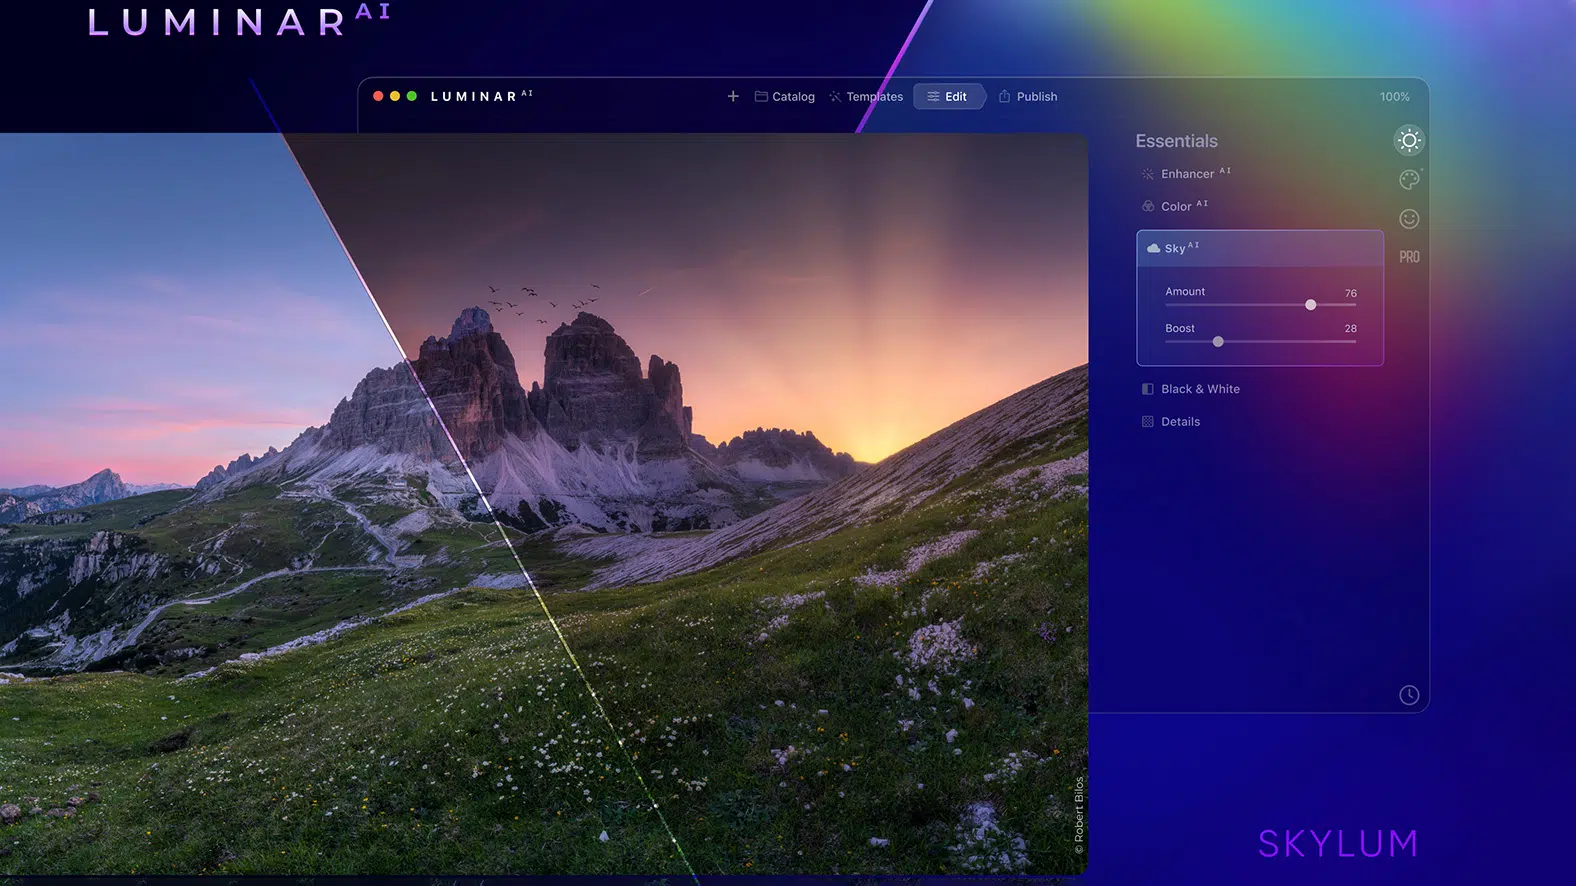 LUMINAR AI
LUMINAR AI
Catalog
Templates
Edit
Publish
100%
Essentials
Enhancer AI
Color AI
Sky AI
Amount
76
Boost
28
Black & White
Details
PRO
© Robert Bilos
SKYLUM